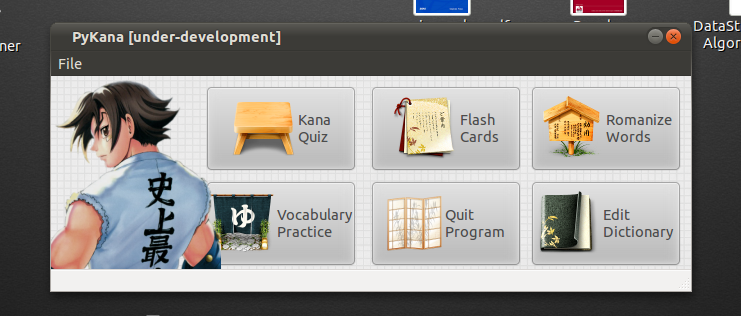 PyKana [under-development]
File
Kana
Quiz
Flash
Cards
Romanize
Words
Vocabulary
Practice
Quit
Program
Edit
Dictionary
史上最
ゆ
ner
DataSt
Algor